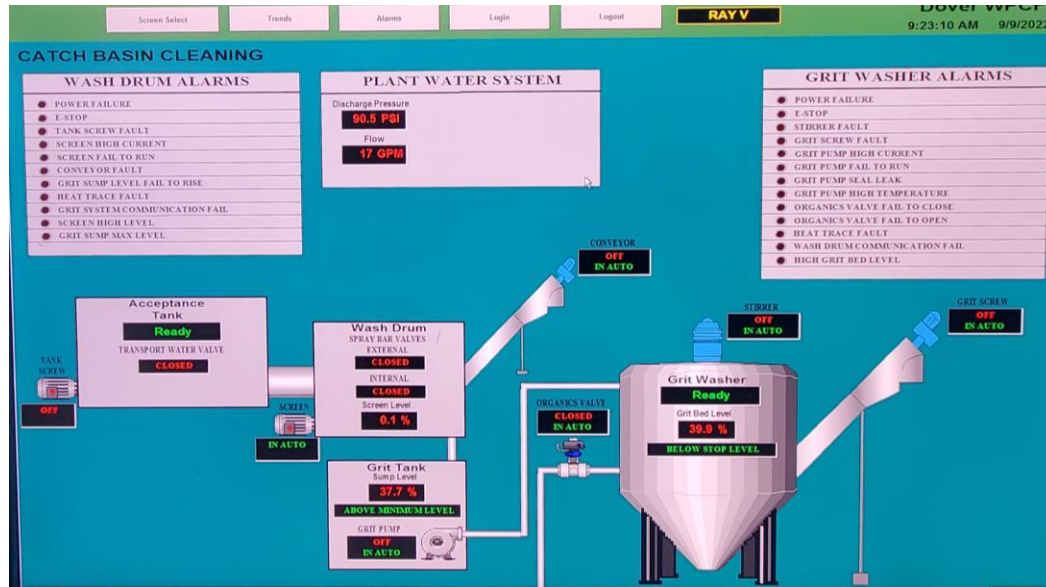 Screen Select
Trends
Alarms
Login
Logout
RAY V
Dover WPCF
9:23:10 AM 9/9/2022
CATCH BASIN CLEANING
WASH DRUM ALARMS
POWER FAILURE
E-STOP
TANK SCREW FAULT
SCREEN HIGH CURRENT
SCREEN FAIL TO RUN
CONVEYOR FAULT
GRIT SUMP LEVEL FAIL TO RISE
HEAT TRACE FAULT
GRIT SYSTEM COMMUNICATION FAIL
SCREEN HIGH LEVEL
GRIT SUMP MAX LEVEL
PLANT WATER SYSTEM
Discharge Pressure
90.5 PSI
Flow
17 GPM
GRIT WASHER ALARMS
POWER FAILURE
E-STOP
STIRRER FAULT
GRIT SCREW FAULT
GRIT PUMP HIGH CURRENT
GRIT PUMP FAIL TO RUN
GRIT PUMP SEAL LEAK
GRIT PUMP HIGH TEMPERATURE
ORGANICS VALVE FAIL TO CLOSE
ORGANICS VALVE FAIL TO OPEN
HEAT TRACE FAULT
WASH DRUM COMMUNICATION FAIL
HIGH GRIT BED LEVEL
CONVEYOR
OFF
IN AUTO
Acceptance
Tank
Ready
TRANSPORT WATER VALVE
CLOSED
TANK
SCREW
OFF
Wash Drum
SPRAY BAR VALVES
EXTERNAL
CLOSED
INTERNAL
CLOSED
Screen Level
0.1 %
SCREEN
IN AUTO
Grit Tank
Sump Level
37.7 %
ABOVE MINIMUM LEVEL
GRIT PUMP
OFF
IN AUTO
ORGANICS VALVE
CLOSED
IN AUTO
STIRRER
OFF
IN AUTO
Grit Washer
Ready
Grit Bed Level
39.9 %
BELOW STOP LEVEL
GRIT SCREW
OFF
IN AUTO